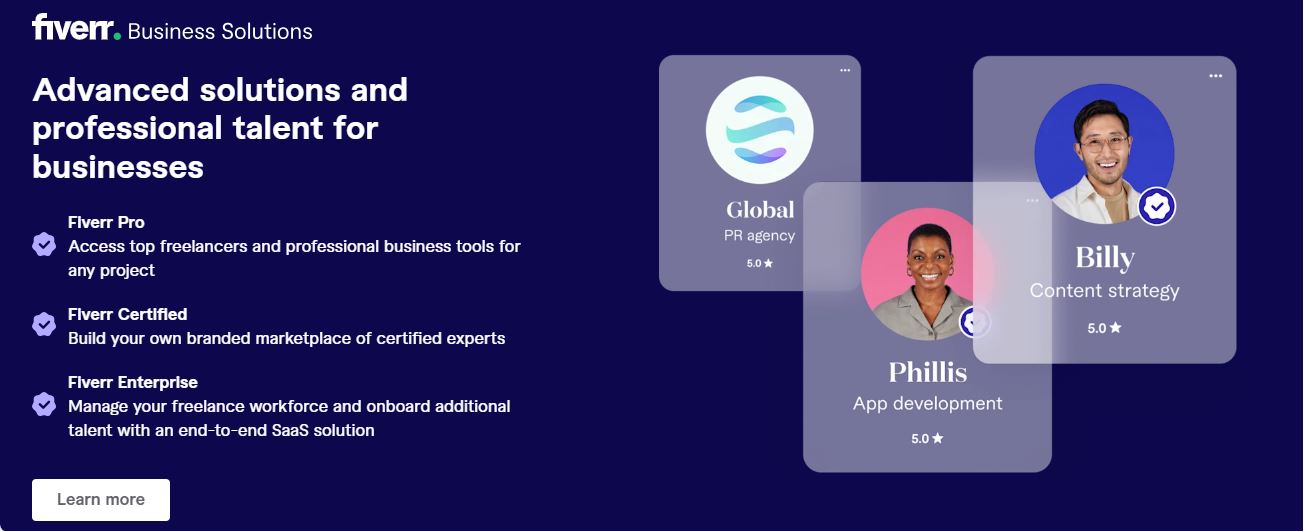 fiverr. Business Solutions
Advanced solutions and
professional talent for
businesses
Fiverr Pro
Access top freelancers and professional business tools for
any project
Fiverr Certified
Build your own branded marketplace of certified experts
Fiverr Enterprise
Manage your freelance workforce and onboard additional
talent with an end-to-end SaaS solution
Learn more
Global
PR agency
5.0 ★
Phillis
App development
5.0 ★
Billy
Content strategy
5.0 ★